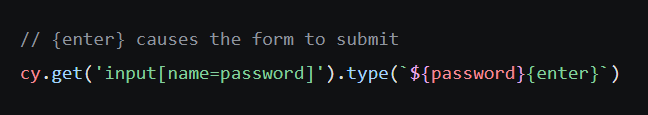 // {enter} causes the form to submit
cy.get('input[name=password]').type(`${password}{enter}`)